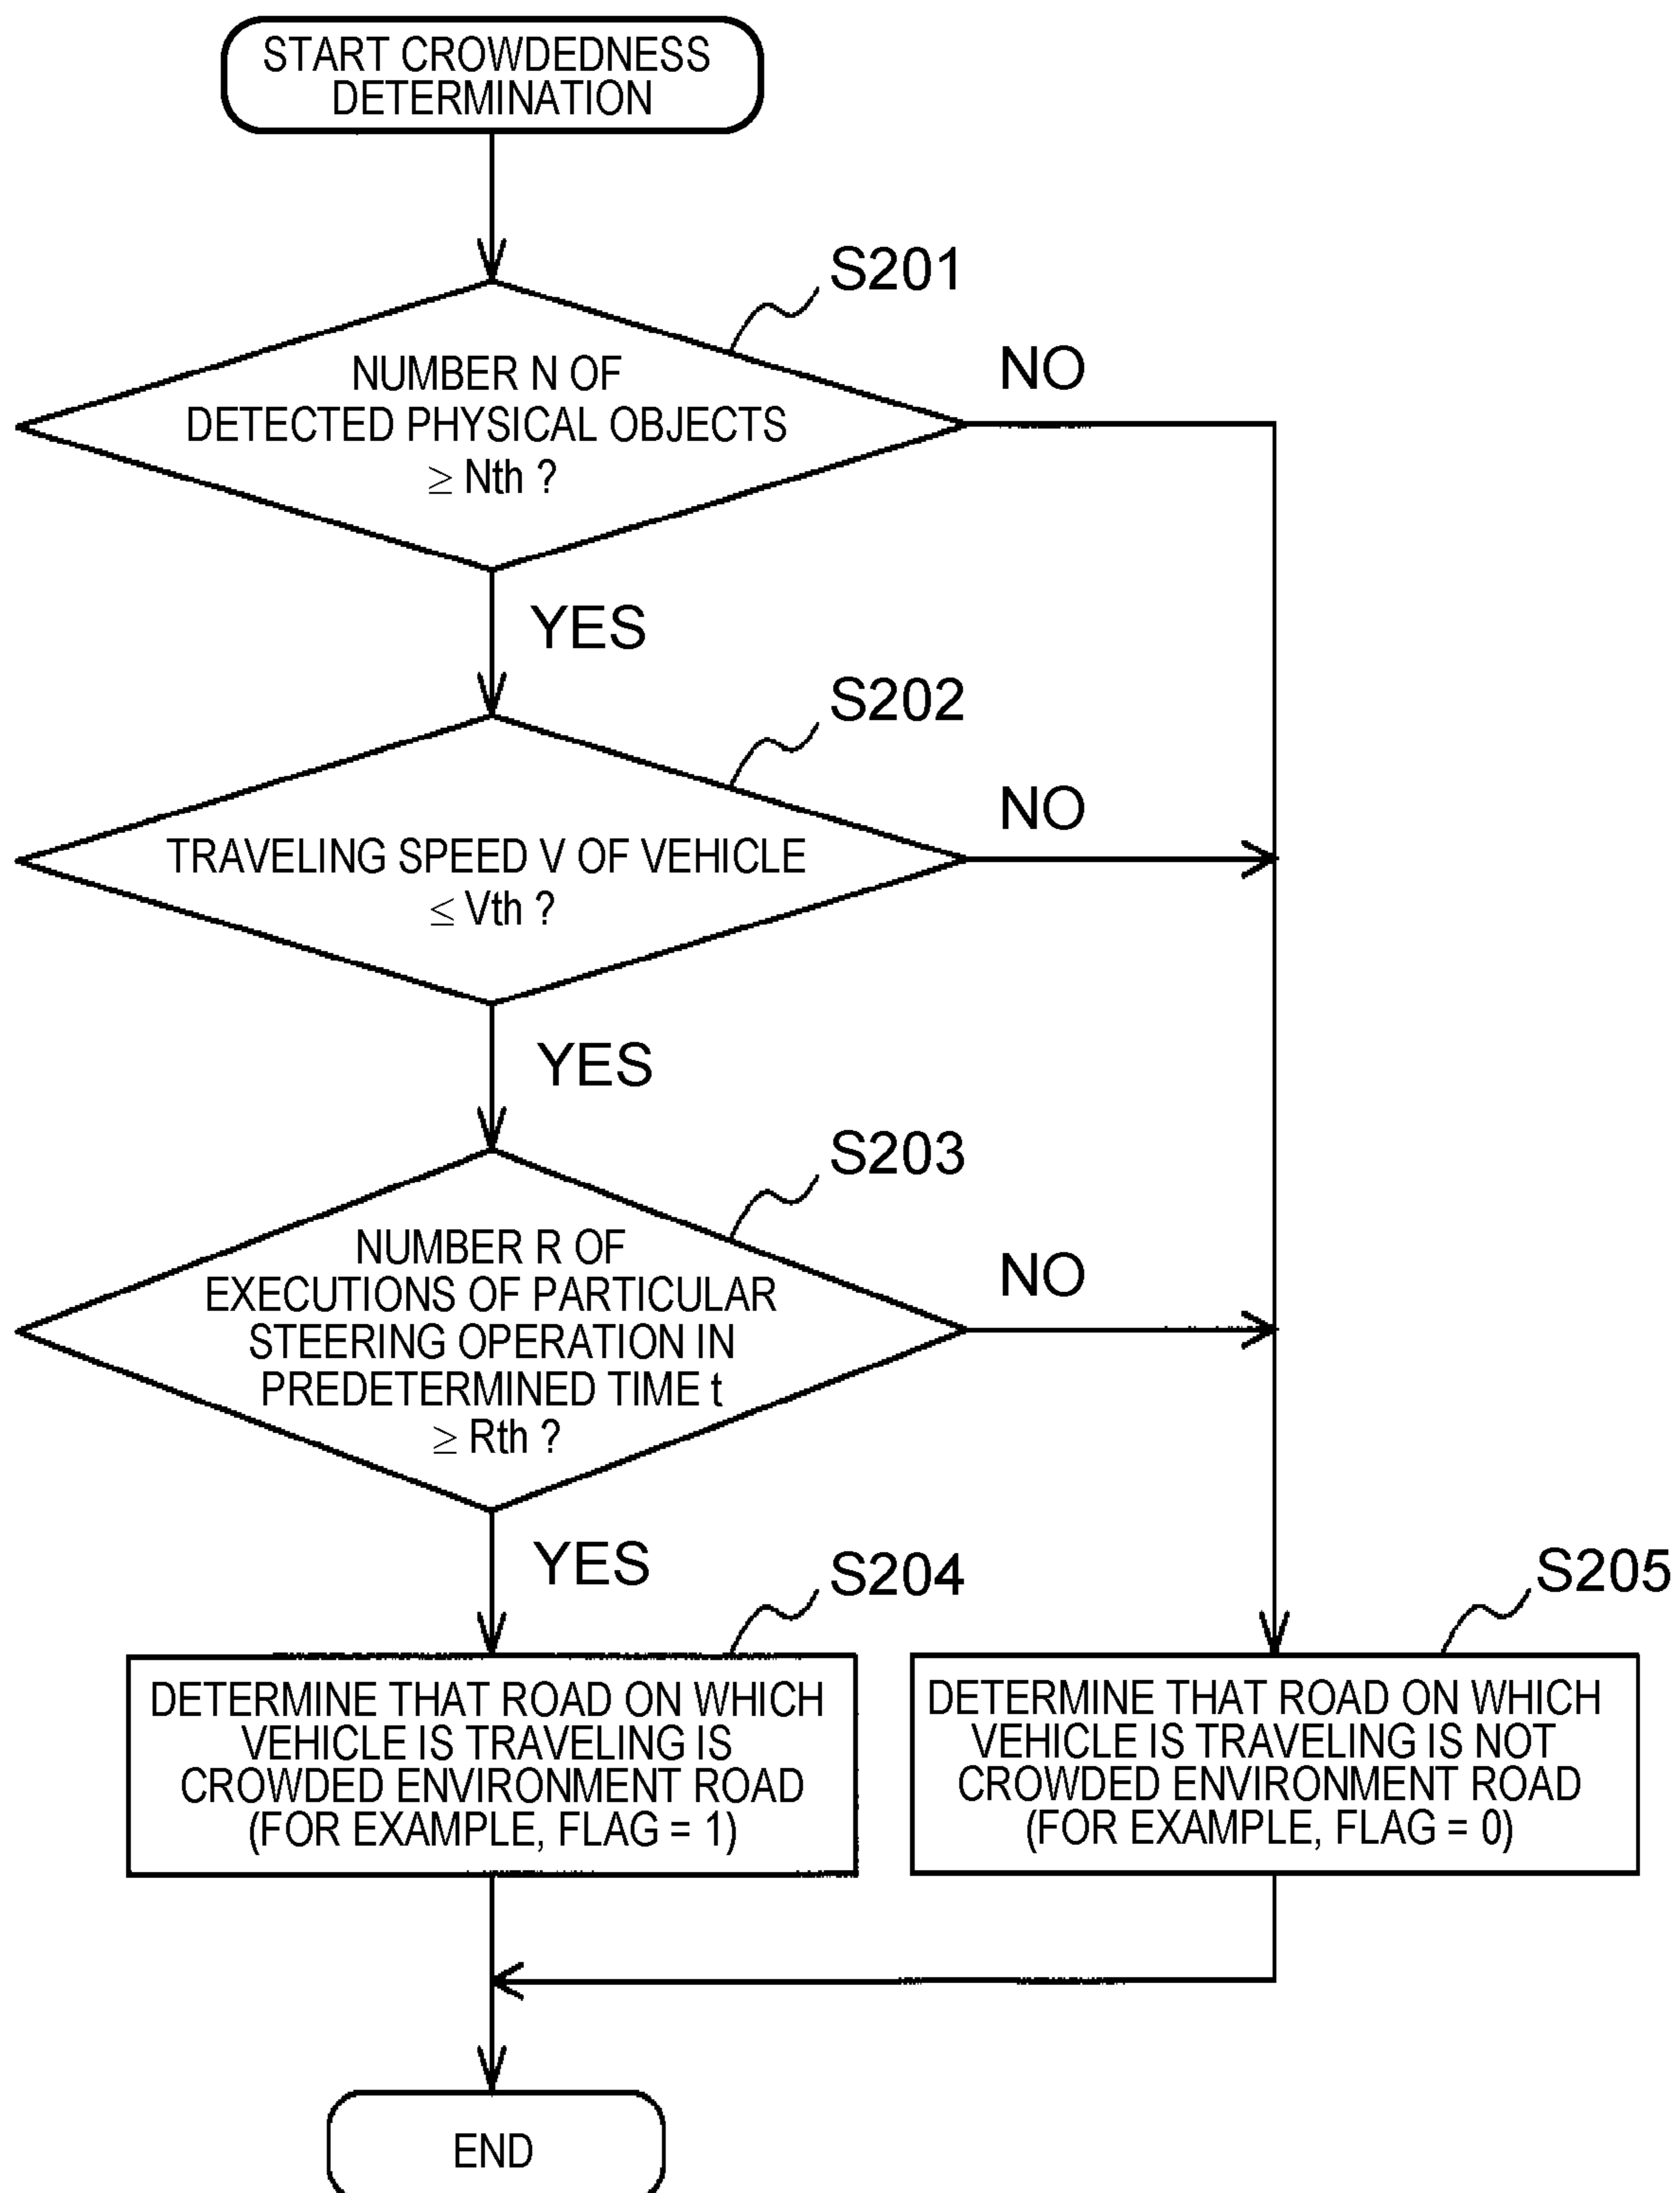 START CROWDEDNESS
DETERMINATION
S201
NUMBER N OF
DETECTED PHYSICAL OBJECTS
≥ Nth ?
NO
YES
S202
TRAVELING SPEED V OF VEHICLE
≤ Vth ?
NO
YES
S203
NUMBER R OF
EXECUTIONS OF PARTICULAR
STEERING OPERATION IN
PREDETERMINED TIME t
≥ Rth ?
NO
YES
S204
DETERMINE THAT ROAD ON WHICH
VEHICLE IS TRAVELING IS
CROWDED ENVIRONMENT ROAD
(FOR EXAMPLE, FLAG = 1)
S205
DETERMINE THAT ROAD ON WHICH
VEHICLE IS TRAVELING IS NOT
CROWDED ENVIRONMENT ROAD
(FOR EXAMPLE, FLAG = 0)
END